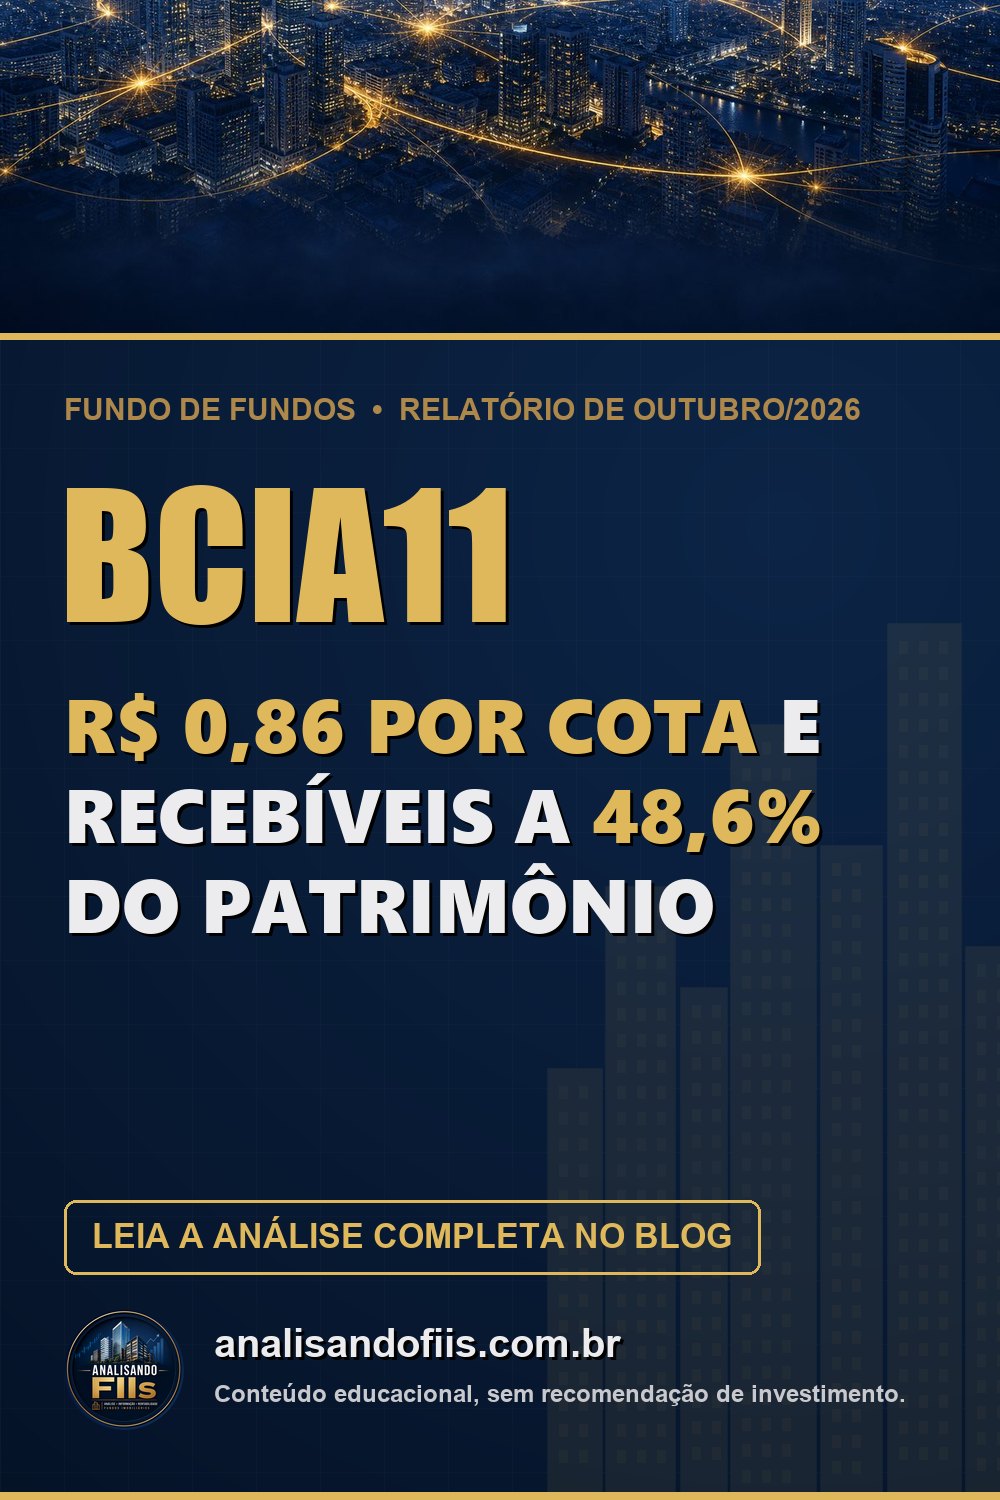 FUNDO DE FUNDOS • RELATÓRIO DE OUTUBRO/2026
BCIA11
R$ 0,86 POR COTA E
RECEBÍVEIS A 48,6%
DO PATRIMÔNIO
LEIA A ANÁLISE COMPLETA NO BLOG
ANALISANDO
FIIs
analisandofiis.com.br
Conteúdo educacional, sem recomendação de investimento.